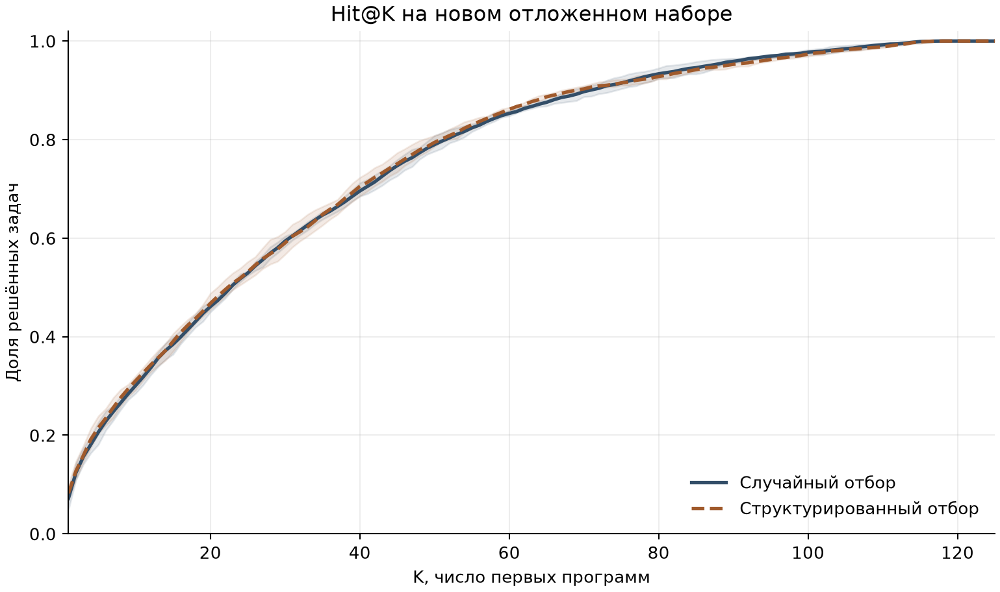 Hit@K на новом отложенном наборе
Доля решённых задач
1.0
0.8
0.6
0.4
0.2
0.0
20 40 60 80 100 120
K, число первых программ
Случайный отбор
Структурированный отбор